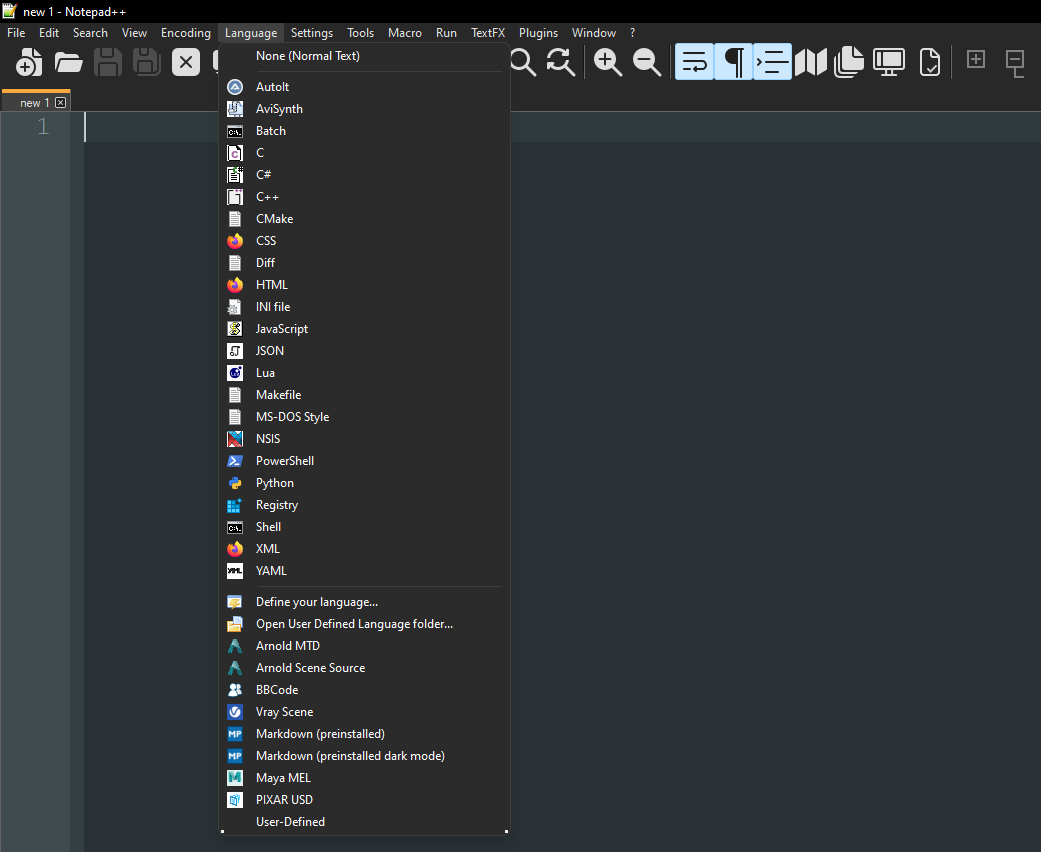 new 1 - Notepad++
File Edit Search View Encoding Language Settings Tools Macro Run TextFX Plugins Window ?
new 1
1
None (Normal Text)
AutoIt
AviSynth
Batch
C
C#
C++
CMake
CSS
Diff
HTML
INI file
JavaScript
JSON
Lua
Makefile
MS-DOS Style
NSIS
PowerShell
Python
Registry
Shell
XML
YAML
Define your language...
Open User Defined Language folder...
Arnold MTD
Arnold Scene Source
BBCode
Vray Scene
Markdown (preinstalled)
Markdown (preinstalled dark mode)
Maya MEL
PIXAR USD
User-Defined